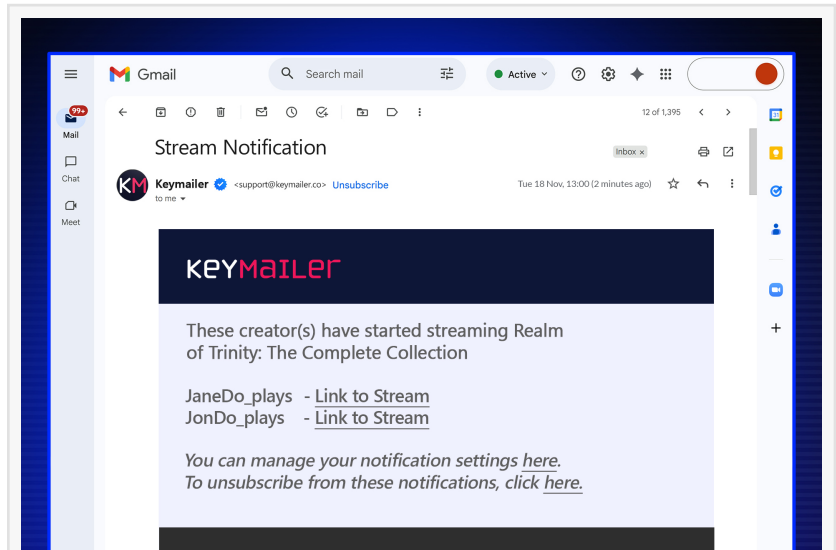 Gmail
Search mail
Active
99+
Mail
Chat
Meet
12 of 1,395
31
Stream Notification
Inbox ×
KM
Keymailer <support@keymailer.co> Unsubscribe
Tue 18 Nov, 13:00 (2 minutes ago)
to me
KEYMAILER
These creator(s) have started streaming Realm
of Trinity: The Complete Collection
JaneDo_plays - Link to Stream
JonDo_plays - Link to Stream
You can manage your notification settings here.
To unsubscribe from these notifications, click here.